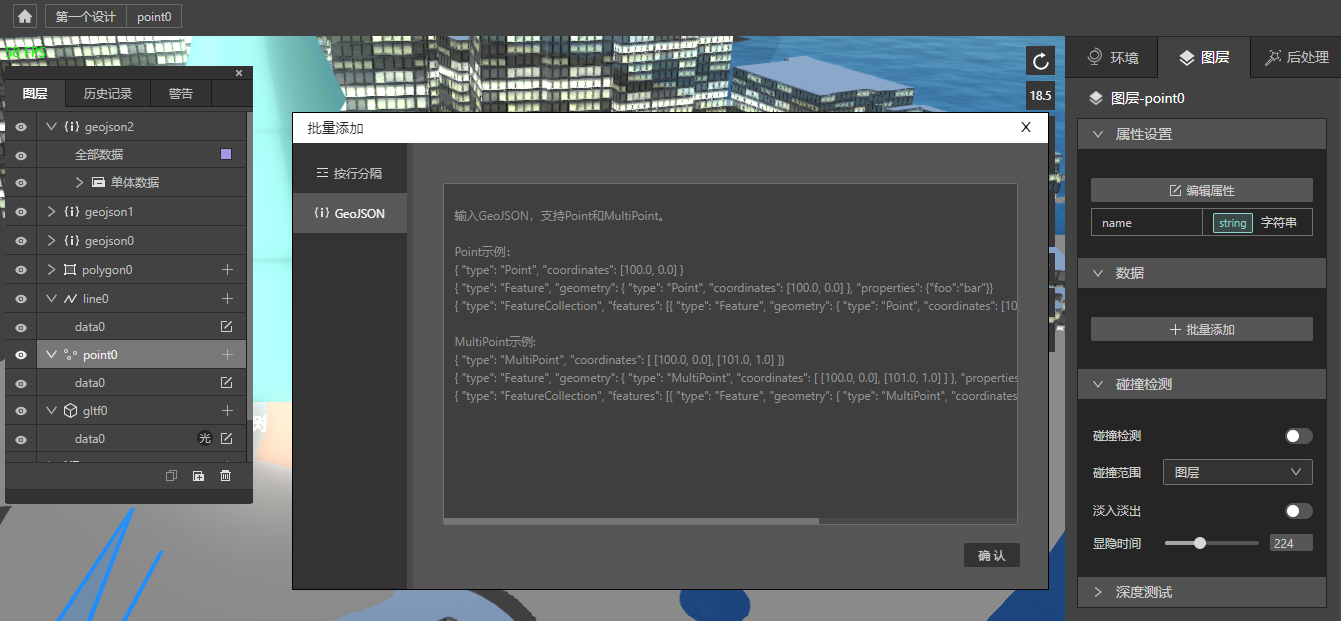 第一个设计 point0
10 FPS
图层 历史记录 警告
geojson2
全部数据
单体数据
geojson1
geojson0
polygon0
line0
data0
point0
data0
gltf0
data0 光
树
18.5
批量添加
按行分隔
GeoJSON
输入GeoJSON，支持Point和MultiPoint。
Point示例:
{ "type": "Point", "coordinates": [100.0, 0.0] }
{ "type": "Feature", "geometry": { "type": "Point", "coordinates": [100.0, 0.0] }, "properties": {"foo":"bar"}}
{ "type": "FeatureCollection", "features": [{ "type": "Feature", "geometry": { "type": "Point", "coordinates": [10
MultiPoint示例:
{ "type": "MultiPoint", "coordinates": [ [100.0, 0.0], [101.0, 1.0] ]}
{ "type": "Feature", "geometry": { "type": "MultiPoint", "coordinates": [ [100.0, 0.0], [101.0, 1.0] ] }, "properties
{ "type": "FeatureCollection", "features": [{ "type": "Feature", "geometry": { "type": "MultiPoint", "coordinates
确 认
环境 图层 后处理
图层-point0
属性设置
编辑属性
name string 字符串
数据
批量添加
碰撞检测
碰撞检测
碰撞范围 图层
淡入淡出
显隐时间 224
深度测试